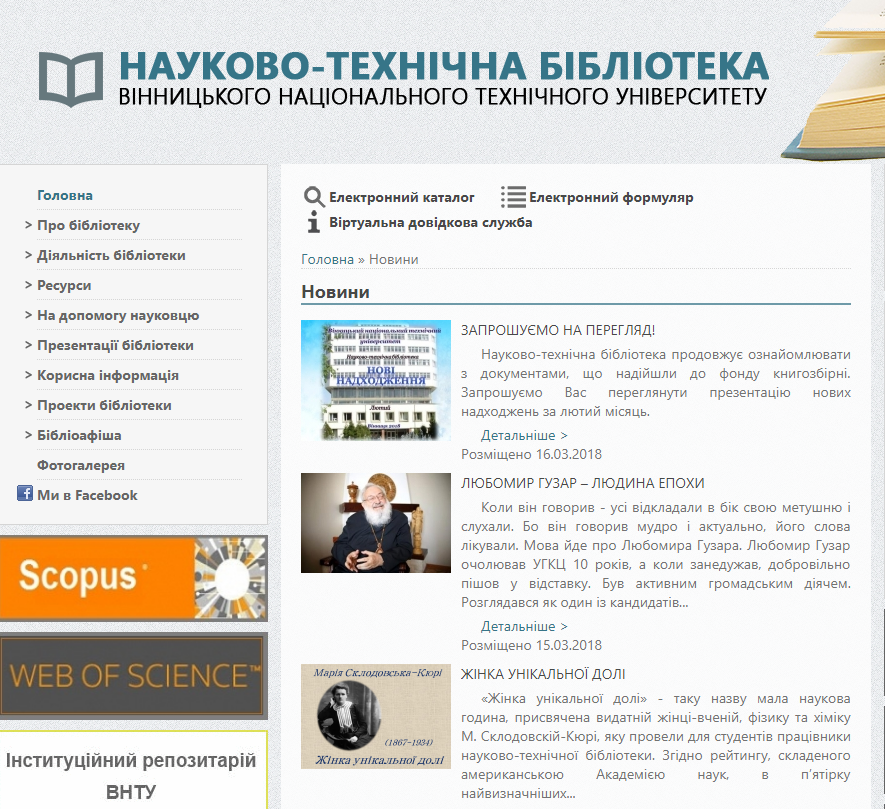 НАУКОВО-ТЕХНІЧНА БІБЛІОТЕКА
ВІННИЦЬКОГО НАЦІОНАЛЬНОГО ТЕХНІЧНОГО УНІВЕРСИТЕТУ
Головна
> Про бібліотеку
> Діяльність бібліотеки
> Ресурси
> На допомогу науковцю
> Презентації бібліотеки
> Корисна інформація
> Проекти бібліотеки
> Бібліоафіша
Фотогалерея
Ми в Facebook
Scopus
WEB OF SCIENCE™
Інституційний репозитарій
ВНТУ
Електронний каталог
Електронний формуляр
Віртуальна довідкова служба
Головна » Новини
Новини
Вінницький національний технічний
університет
Науково-технічна бібліотека
НОВІ
НАДХОДЖЕННЯ
Лютий
Вінниця 2018
ЗАПРОШУЄМО НА ПЕРЕГЛЯД!
Науково-технічна бібліотека продовжує ознайомлювати
з документами, що надійшли до фонду книгозбірні.
Запрошуємо Вас переглянути презентацію нових
надходжень за лютий місяць.
Детальніше >
Розміщено 16.03.2018
ЛЮБОМИР ГУЗАР – ЛЮДИНА ЕПОХИ
Коли він говорив - усі відкладали в бік свою метушню і
слухали. Бо він говорив мудро і актуально, його слова
лікували. Мова йде про Любомира Гузара. Любомир Гузар
очолював УГКЦ 10 років, а коли занедужав, добровільно
пішов у відставку. Був активним громадським діячем.
Розглядався як один із кандидатів...
Детальніше >
Розміщено 15.03.2018
Марія Склодовська-Кюрі
(1867-1934)
Жінка унікальної долі
ЖІНКА УНІКАЛЬНОЇ ДОЛІ
«Жінка унікальної долі» - таку назву мала наукова
година, присвячена видатній жінці-вченій, фізику та хіміку
М. Склодовській-Кюрі, яку провели для студентів працівники
науково-технічної бібліотеки. Згідно рейтингу, складеного
американською Академією наук, в п’ятірку
найвизначніших...